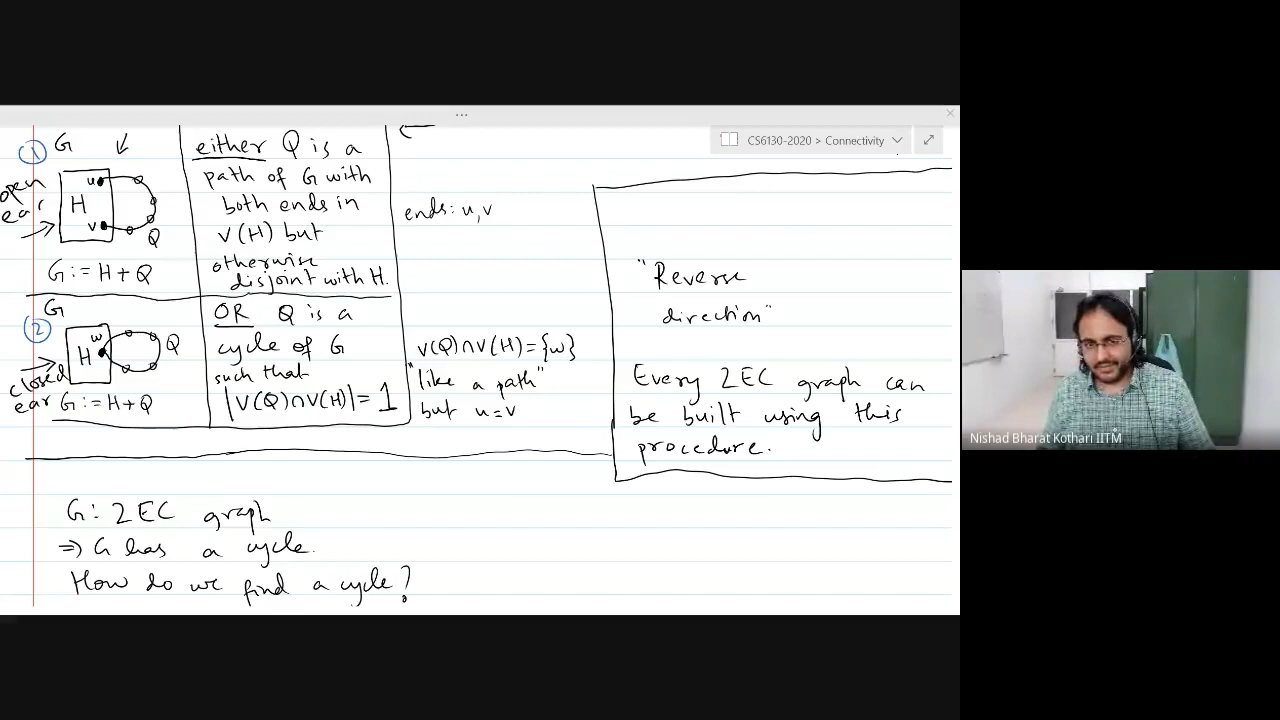 CS6130-2020 > Connectivity
① G
open ear
H
u
v
Q
G := H + Q
either Q is a
path of G with
both ends in
V(H) but
otherwise
disjoint with H.
ends: u, v
② G
closed ear
H
w
Q
G := H + Q
OR Q is a
cycle of G
such that
|V(Q)∩V(H)| = 1
V(Q)∩V(H) = {w}
"like a path"
but u=v
"Reverse
direction"
Every 2EC graph can
be built using this
procedure.
G: 2EC graph
⇒ G has a cycle.
How do we find a cycle?
Nishad Bharat Kothari IITM